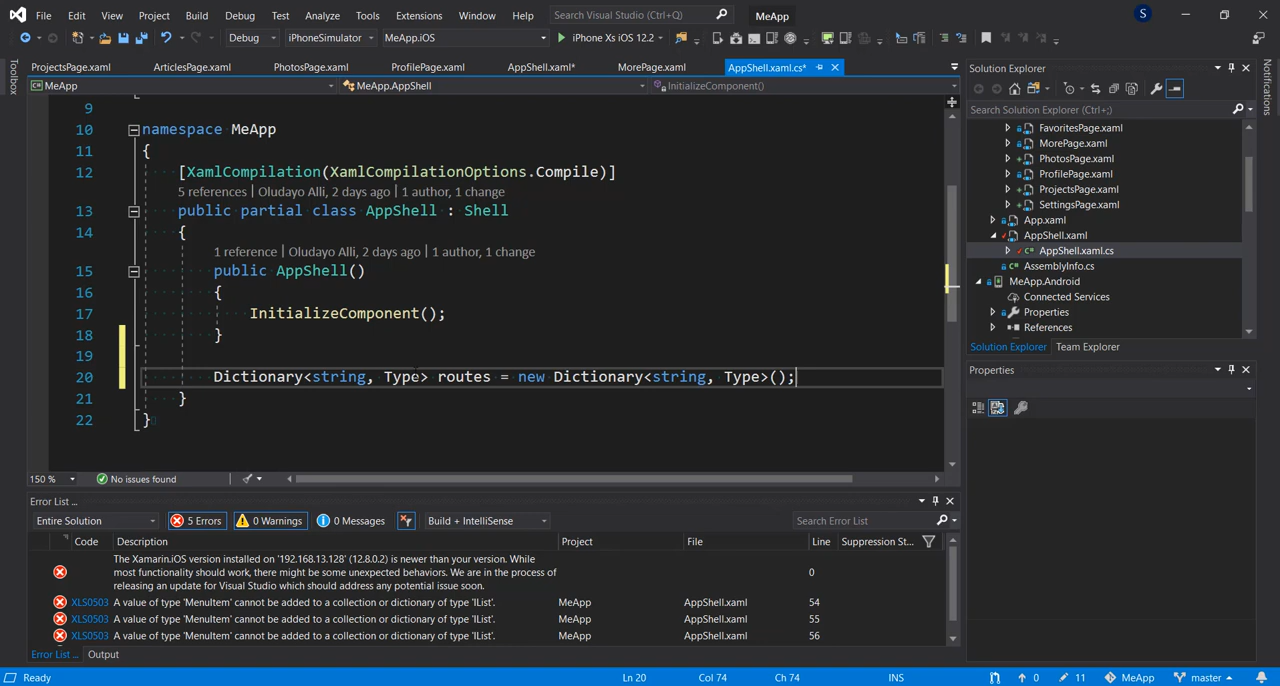 File Edit View Project Build Debug Test Analyze Tools Extensions Window Help Search Visual Studio (Ctrl+Q) MeApp S
Debug iPhoneSimulator MeApp.iOS iPhone Xs iOS 12.2
Toolbox
ProjectsPage.xaml ArticlesPage.xaml PhotosPage.xaml ProfilePage.xaml AppShell.xaml* MorePage.xaml AppShell.xaml.cs*
MeApp MeApp.AppShell InitializeComponent()
9
10 namespace MeApp
11 {
12 [XamlCompilation(XamlCompilationOptions.Compile)]
5 references | Oludayo Alli, 2 days ago | 1 author, 1 change
13 public partial class AppShell : Shell
14 {
1 reference | Oludayo Alli, 2 days ago | 1 author, 1 change
15 public AppShell()
16 {
17 InitializeComponent();
18 }
19
20 Dictionary<string, Type> routes = new Dictionary<string, Type>();
21 }
22 }
150 % No issues found
Error List ...
Entire Solution 5 Errors 0 Warnings 0 Messages Build + IntelliSense Search Error List
Code Description Project File Line Suppression St...
The Xamarin.iOS version installed on '192.168.13.128' (12.8.0.2) is newer than your version. While
most functionality should work, there might be some unexpected behaviors. We are in the process of 0
releasing an update for Visual Studio which should address any potential issue soon.
XLS0503 A value of type 'MenuItem' cannot be added to a collection or dictionary of type 'IList'. MeApp AppShell.xaml 54
XLS0503 A value of type 'MenuItem' cannot be added to a collection or dictionary of type 'IList'. MeApp AppShell.xaml 55
XLS0503 A value of type 'MenuItem' cannot be added to a collection or dictionary of type 'IList'. MeApp AppShell.xaml 56
Error List ... Output
Solution Explorer
Search Solution Explorer (Ctrl+;)
FavoritesPage.xaml
MorePage.xaml
PhotosPage.xaml
ProfilePage.xaml
ProjectsPage.xaml
SettingsPage.xaml
App.xaml
AppShell.xaml
AppShell.xaml.cs
AssemblyInfo.cs
MeApp.Android
Connected Services
Properties
References
Solution Explorer Team Explorer
Properties
Notifications
Ready Ln 20 Col 74 Ch 74 INS 0 11 MeApp master